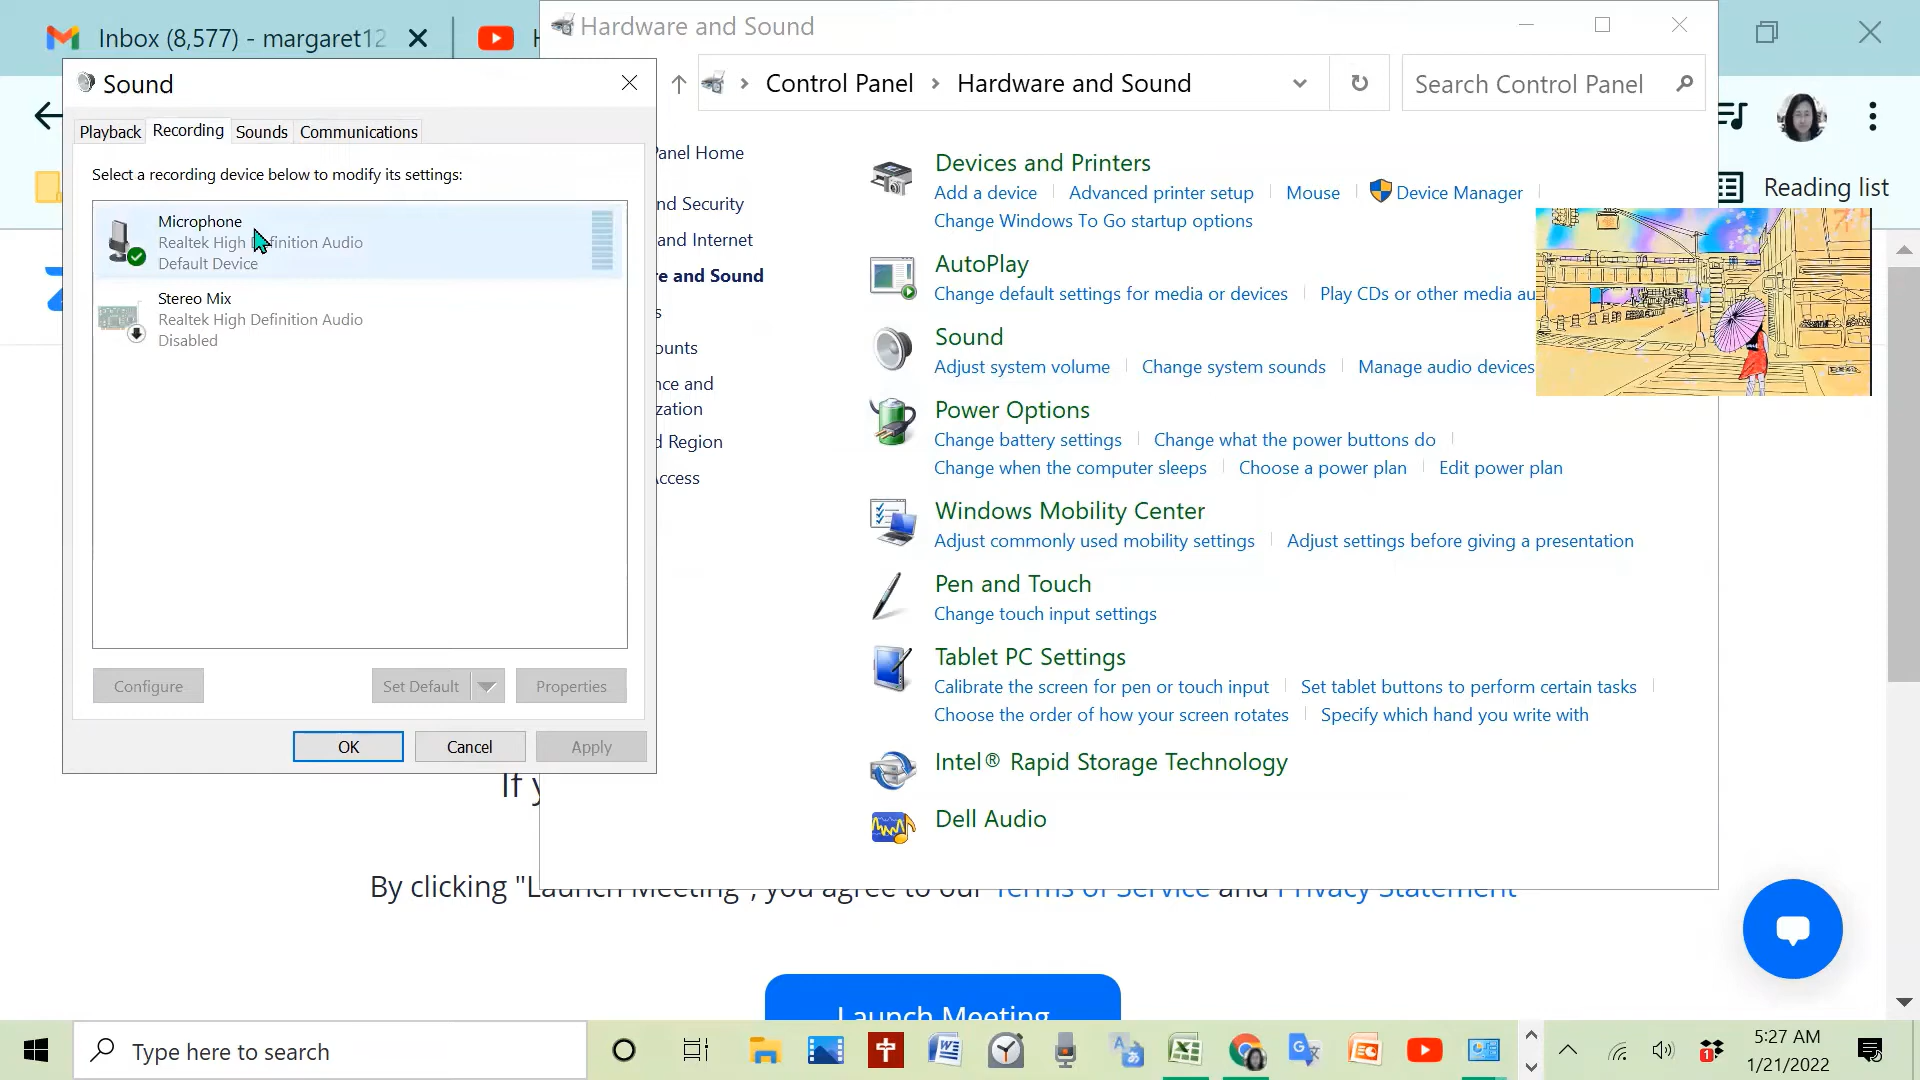 Inbox (8,577) - margaret12
Hardware and Sound
Sound
Control Panel
Hardware and Sound
Search Control Panel
Playback
Recording
Sounds
Communications
Reading list
Select a recording device below to modify its settings:
Microphone
Realtek High Definition Audio
Default Device
Stereo Mix
Realtek High Definition Audio
Disabled
Configure
Set Default
Properties
OK
Cancel
Apply
anel Home
nd Security
and Internet
e and Sound
s
ounts
nce and
zation
d Region
ccess
Devices and Printers
Add a device
Advanced printer setup
Mouse
Device Manager
Change Windows To Go startup options
AutoPlay
Change default settings for media or devices
Play CDs or other media au
Sound
Adjust system volume
Change system sounds
Manage audio devices
Power Options
Change battery settings
Change what the power buttons do
Change when the computer sleeps
Choose a power plan
Edit power plan
Windows Mobility Center
Adjust commonly used mobility settings
Adjust settings before giving a presentation
Pen and Touch
Change touch input settings
Tablet PC Settings
Calibrate the screen for pen or touch input
Set tablet buttons to perform certain tasks
Choose the order of how your screen rotates
Specify which hand you write with
Intel® Rapid Storage Technology
Dell Audio
If y
By clicking "Launch Meeting", you agree to our Terms of Service and Privacy Statement
Launch Meeting
Type here to search
5:27 AM
1/21/2022